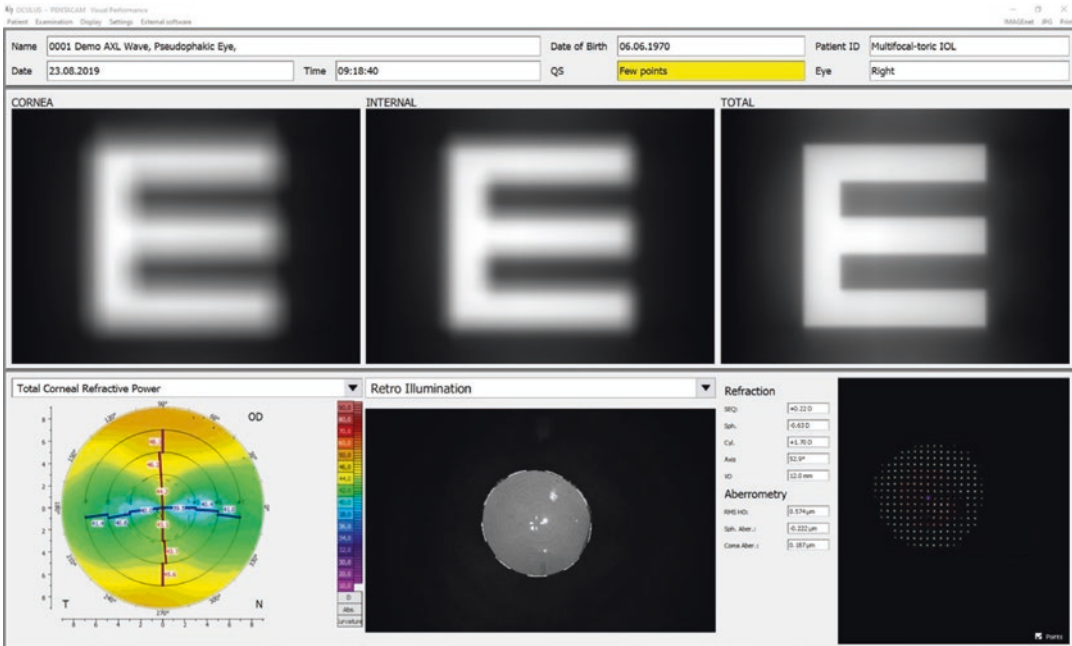 OCULUS - PENTACAM Visual Performance
Patient Examination Display Settings External software IMAGEnet JPG Print
Name 0001 Demo AXL Wave, Pseudophakic Eye, Date of Birth 06.06.1970 Patient ID Multifocal-toric IOL
Date 23.08.2019 Time 09:18:40 QS Few points Eye Right
CORNEA INTERNAL TOTAL
E E E
Total Corneal Refractive Power Retro Illumination
OD
T N
D
Abs
Refraction
SEQ: +0.22 D
Sph. -0.63 D
Cyl. +1.70 D
Axis 52.9°
VD 12.0 mm
Aberrometry
RMS HO: 0.574 µm
Sph. Aber.: -0.222 µm
Coma Aber.: 0.187 µm
Points